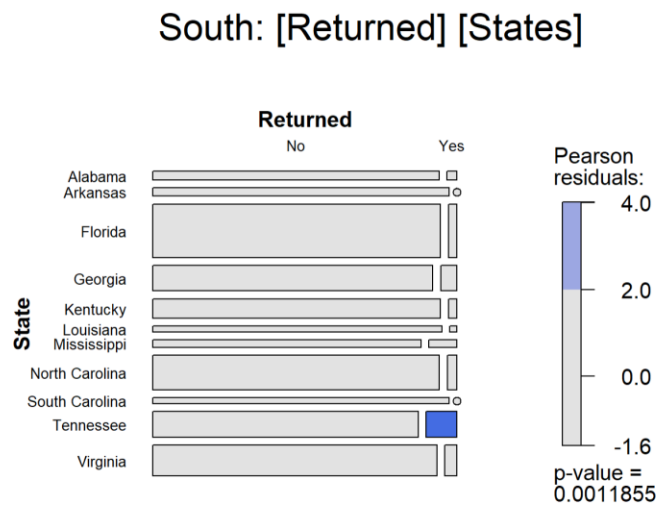 South: [Returned] [States]
Returned
No Yes
State
Alabama
Arkansas
Florida
Georgia
Kentucky
Louisiana
Mississippi
North Carolina
South Carolina
Tennessee
Virginia
Pearson
residuals:
4.0
2.0
0.0
-1.6
p-value =
0.0011855